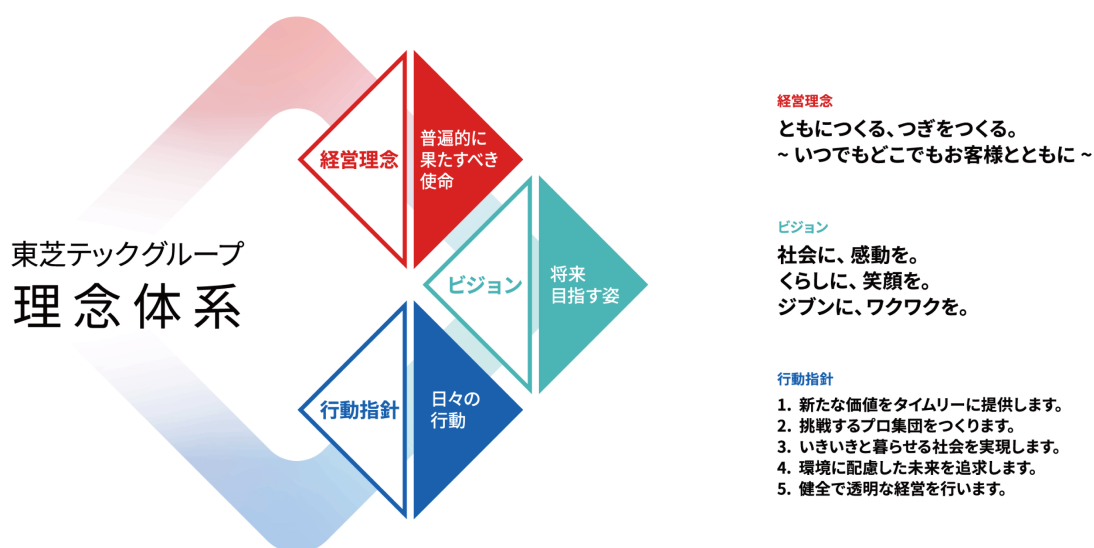 東芝テックグループ
理念体系
経営理念
普遍的に
果たすべき
使命
ビジョン
将来
目指す姿
行動指針
日々の
行動
経営理念
ともにつくる、つぎをつくる。
~ いつでもどこでもお客様とともに ~
ビジョン
社会に、感動を。
くらしに、笑顔を。
ジブンに、ワクワクを。
行動指針
1. 新たな価値をタイムリーに提供します。
2. 挑戦するプロ集団をつくります。
3. いきいきと暮らせる社会を実現します。
4. 環境に配慮した未来を追求します。
5. 健全で透明な経営を行います。